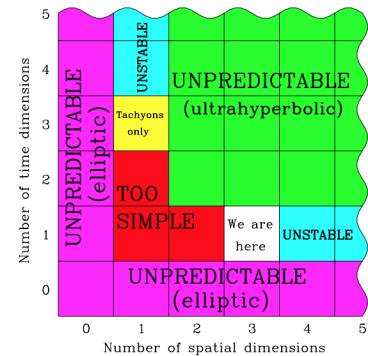 5
4
3
2
1
0
Number of time dimensions
UNPREDICTABLE
(elliptic)
UNSTABLE
UNPREDICTABLE
(ultrahyperbolic)
Tachyons
only
TOO
SIMPLE
We are
here
UNSTABLE
UNPREDICTABLE
(elliptic)
0 1 2 3 4 5
Number of spatial dimensions